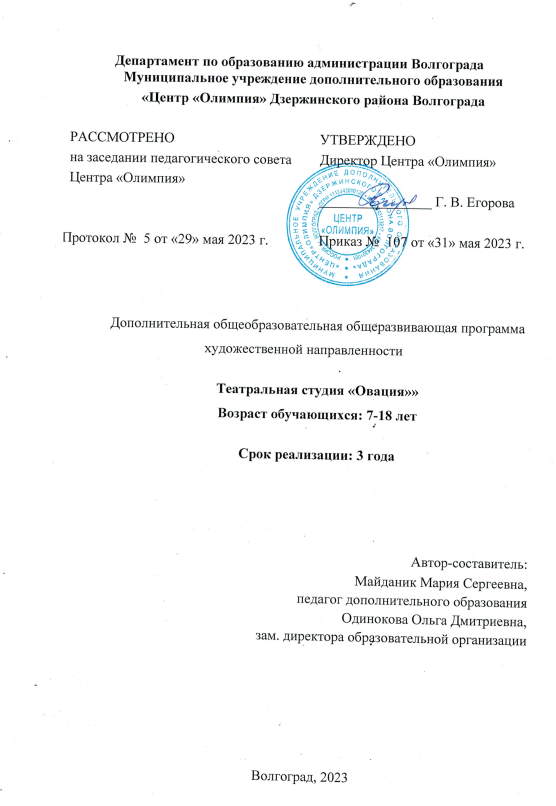 Департамент по образованию администрации Волгограда
Муниципальное учреждение дополнительного образования
«Центр «Олимпия» Дзержинского района Волгограда
РАССМОТРЕНО
на заседании педагогического совета
Центра «Олимпия»
Протокол № 5 от «29» мая 2023 г.
УТВЕРЖДЕНО
Директор Центра «Олимпия»
Г. В. Егорова
Приказ № 107 от «31» мая 2023 г.
МУНИЦИПАЛЬНОЕ УЧРЕЖДЕНИЕ ДОПОЛНИТЕЛЬНОГО ОБРАЗОВАНИЯ
ЦЕНТР
«ОЛИМПИЯ»
Дополнительная общеобразовательная общеразвивающая программа
художественной направленности
Театральная студия «Овация»»
Возраст обучающихся: 7-18 лет
Срок реализации: 3 года
Автор-составитель:
Майданик Мария Сергеевна,
педагог дополнительного образования
Одинокова Ольга Дмитриевна,
зам. директора образовательной организации
Волгоград, 2023